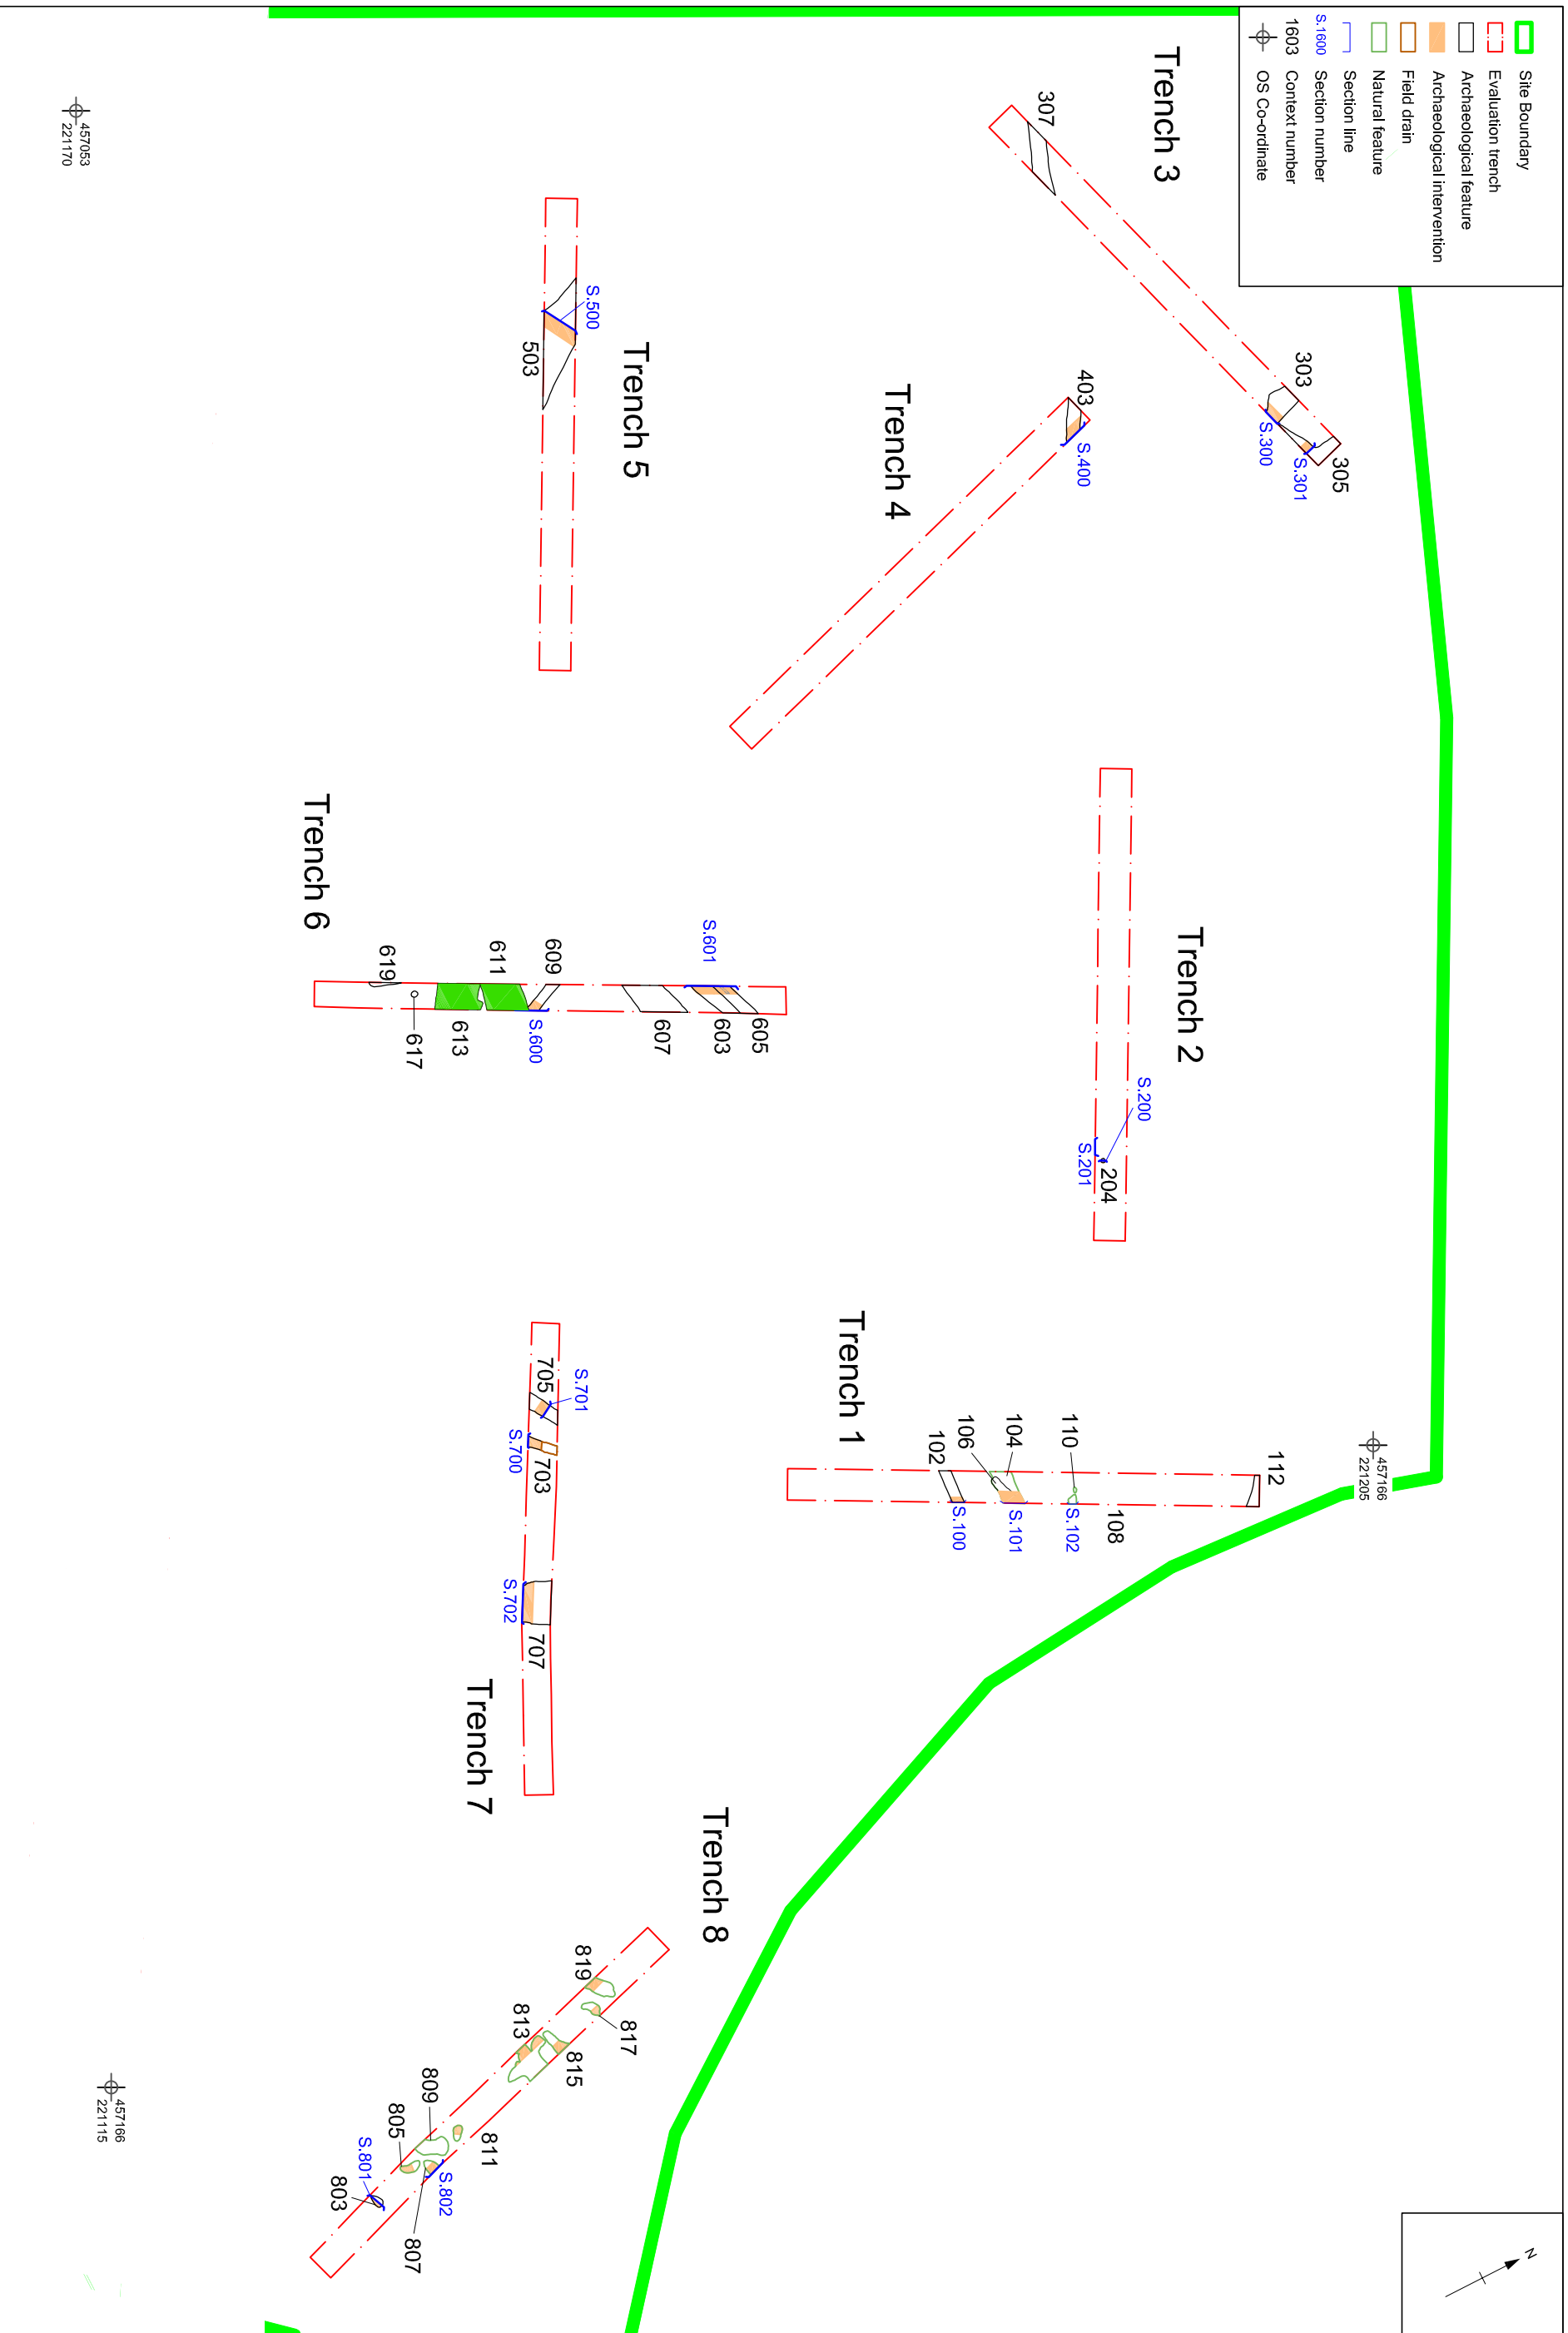 Site Boundary
Evaluation trench
Archaeological feature
Archaeological intervention
Field drain
Natural feature
Section line
S.1600 Section number
1603 Context number
OS Co-ordinate
Trench 3
307
303
305
S.300
S.301
Trench 4
403
S.400
Trench 5
S.500
503
457053
221170
Trench 2
S.200
S.201
204
Trench 6
S.601
609
611
619
605
603
607
S.600
613
617
Trench 1
112
110
104
106
102
108
S.102
S.101
S.100
457166
221205
Trench 7
S.701
705
S.700
703
S.702
707
Trench 8
819
817
813
815
809
811
805
S.801
803
S.802
807
457166
221115
N